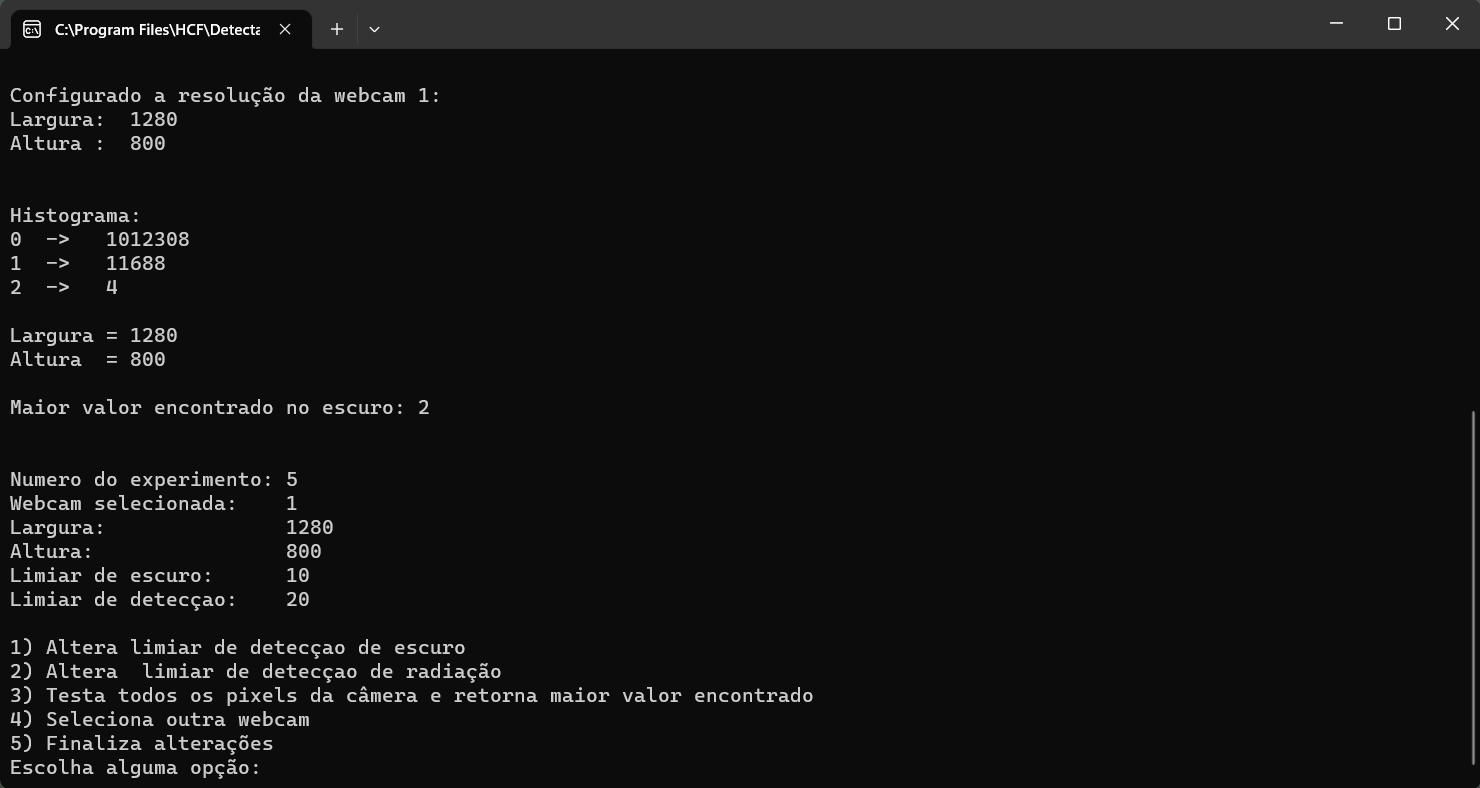 C:\Program Files\HCF\Detecta
Configurado a resolução da webcam 1:
Largura:  1280
Altura :  800
Histograma:
0  ->   1012308
1  ->   11688
2  ->   4
Largura = 1280
Altura  = 800
Maior valor encontrado no escuro: 2
Numero do experimento: 5
Webcam selecionada:    1
Largura:               1280
Altura:                800
Limiar de escuro:      10
Limiar de detecçao:    20
1) Altera limiar de detecçao de escuro
2) Altera  limiar de detecçao de radiação
3) Testa todos os pixels da câmera e retorna maior valor encontrado
4) Seleciona outra webcam
5) Finaliza alterações
Escolha alguma opção: